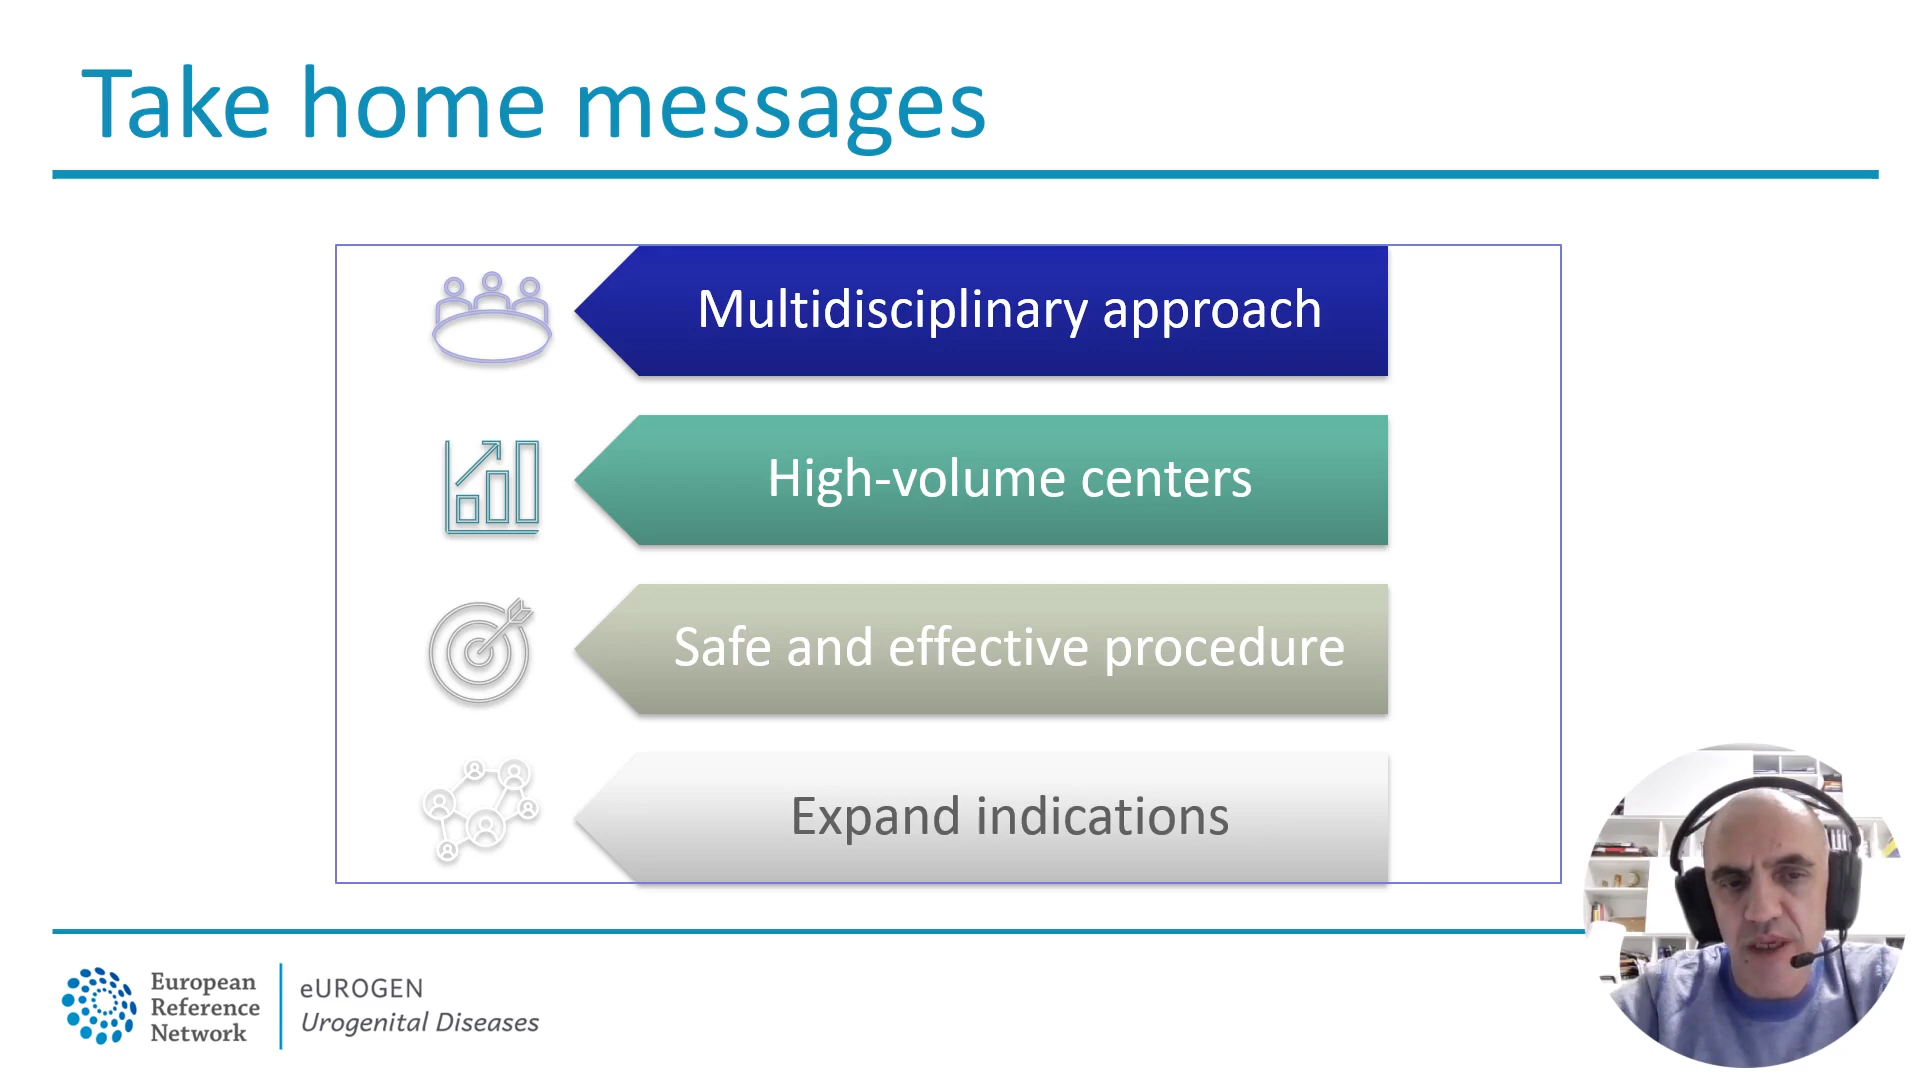 Take home messages
Multidisciplinary approach
High-volume centers
Safe and effective procedure
Expand indications
European
Reference
Network
eUROGEN
Urogenital Diseases